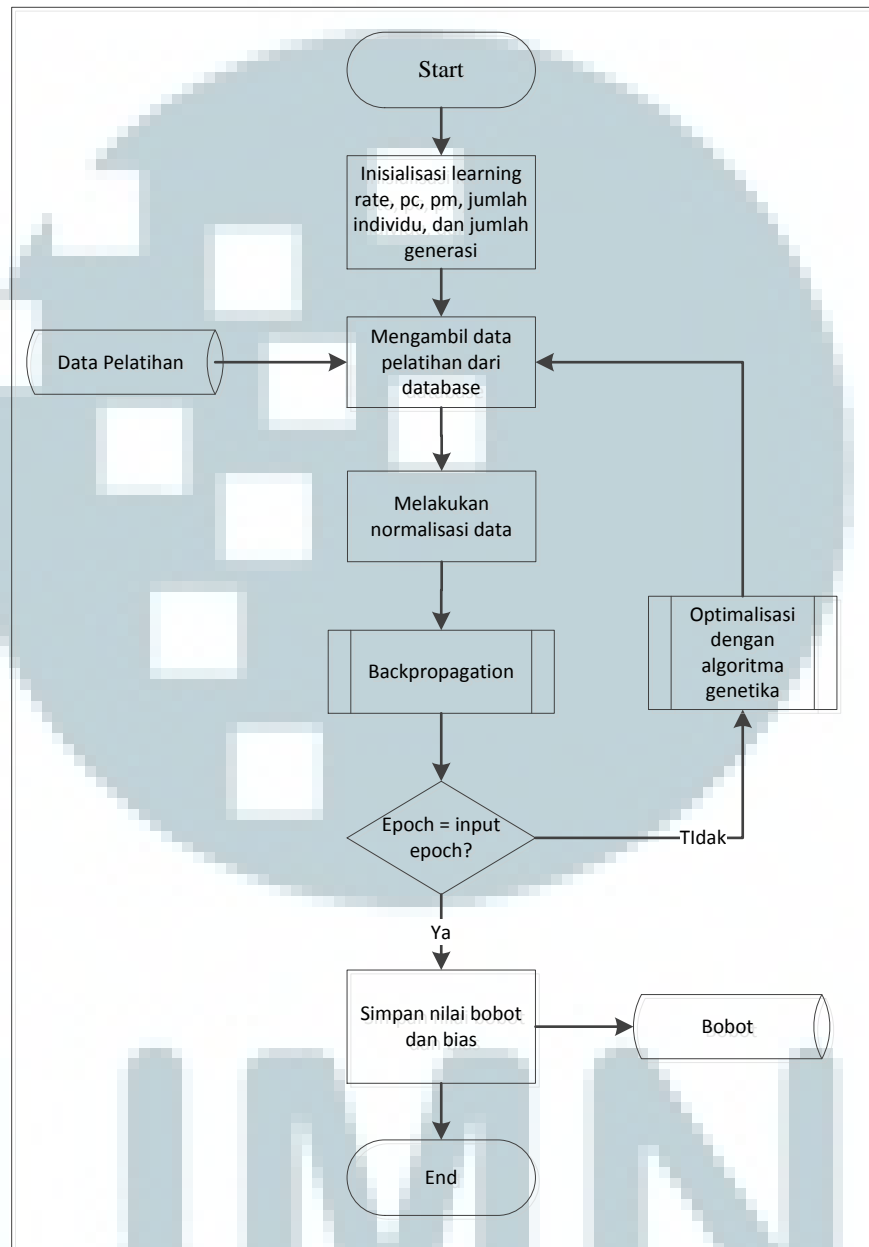 Start
Inisialisasi learning
rate, pc, pm, jumlah
individu, dan jumlah
generasi
Data Pelatihan
Mengambil data
pelatihan dari
database
Melakukan
normalisasi data
Backpropagation
Optimalisasi
dengan
algoritma
genetika
Epoch = input
epoch?
TIdak
Ya
Simpan nilai bobot
dan bias
Bobot
End
UMN